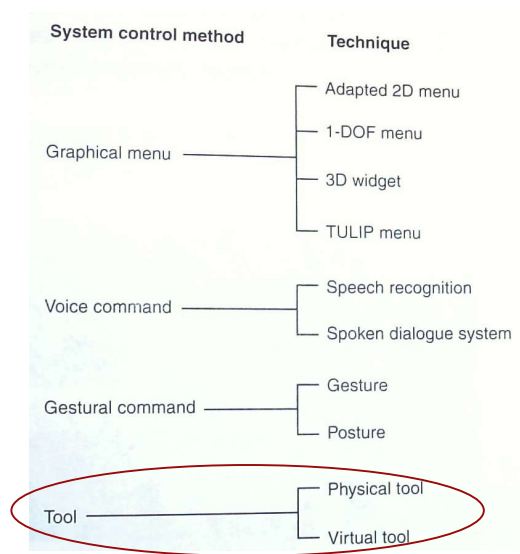 System control method
Technique
Graphical menu
Adapted 2D menu
1-DOF menu
3D widget
TULIP menu
Voice command
Speech recognition
Spoken dialogue system
Gestural command
Gesture
Posture
Tool
Physical tool
Virtual tool